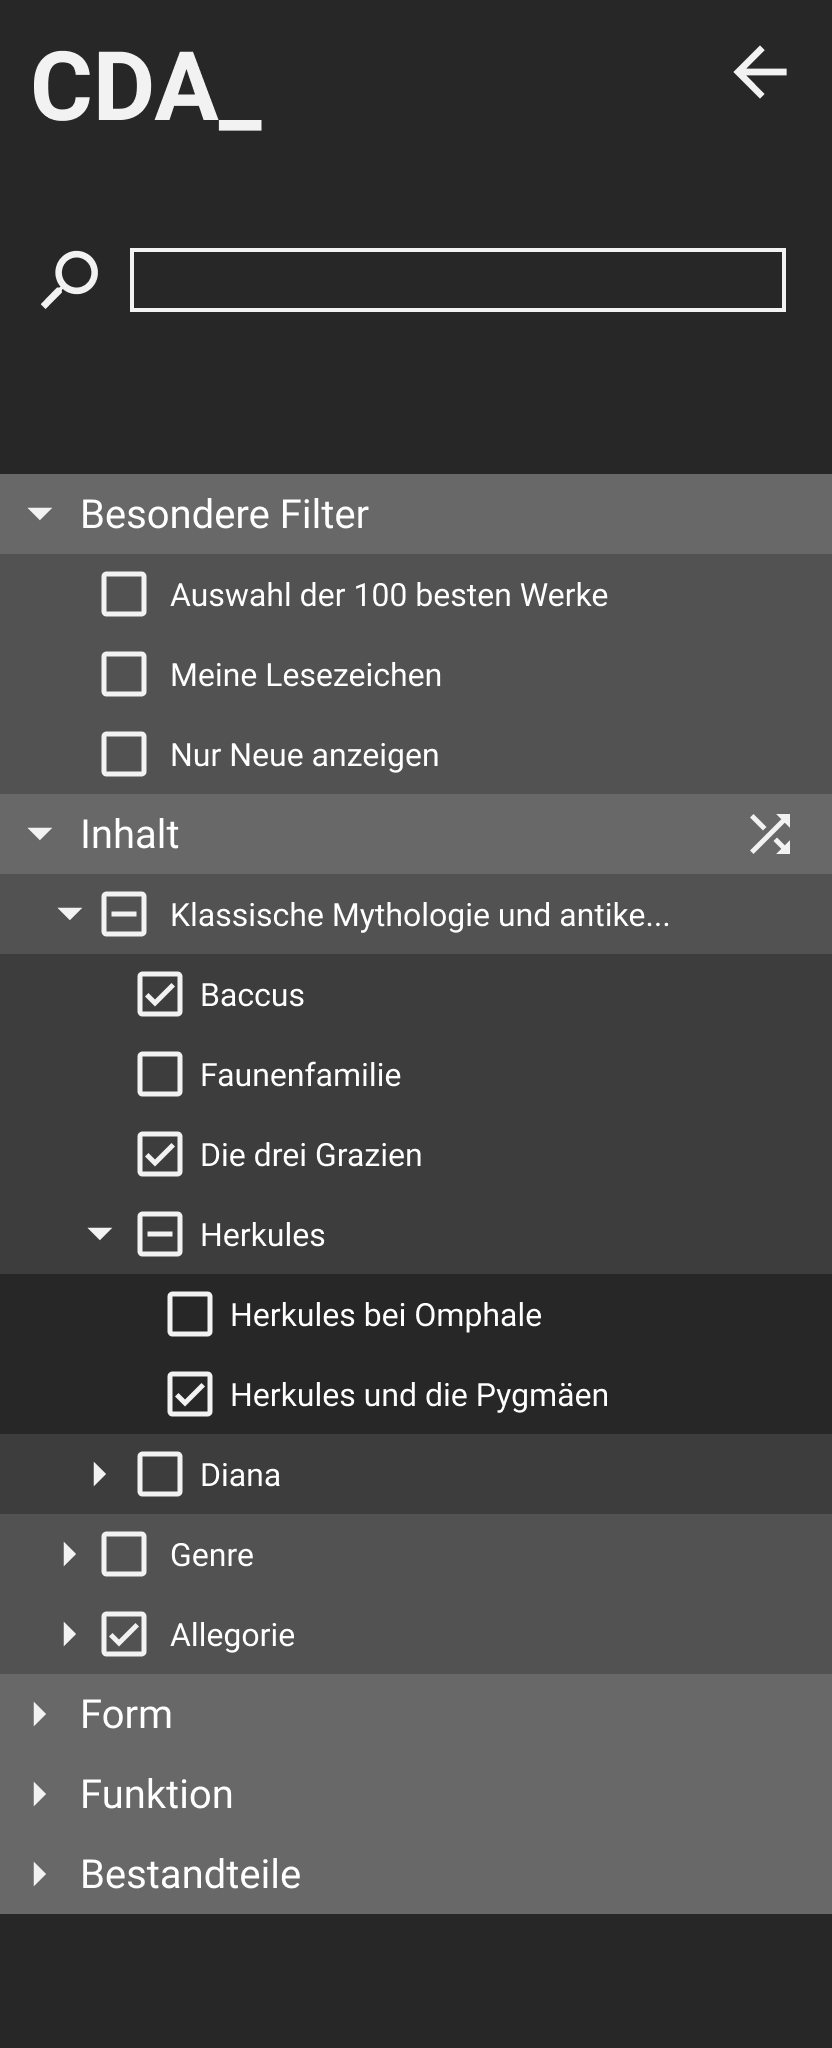 CDA_
Besondere Filter
Auswahl der 100 besten Werke
Meine Lesezeichen
Nur Neue anzeigen
Inhalt
Klassische Mythologie und antike...
Baccus
Faunenfamilie
Die drei Grazien
Herkules
Herkules bei Omphale
Herkules und die Pygmäen
Diana
Genre
Allegorie
Form
Funktion
Bestandteile